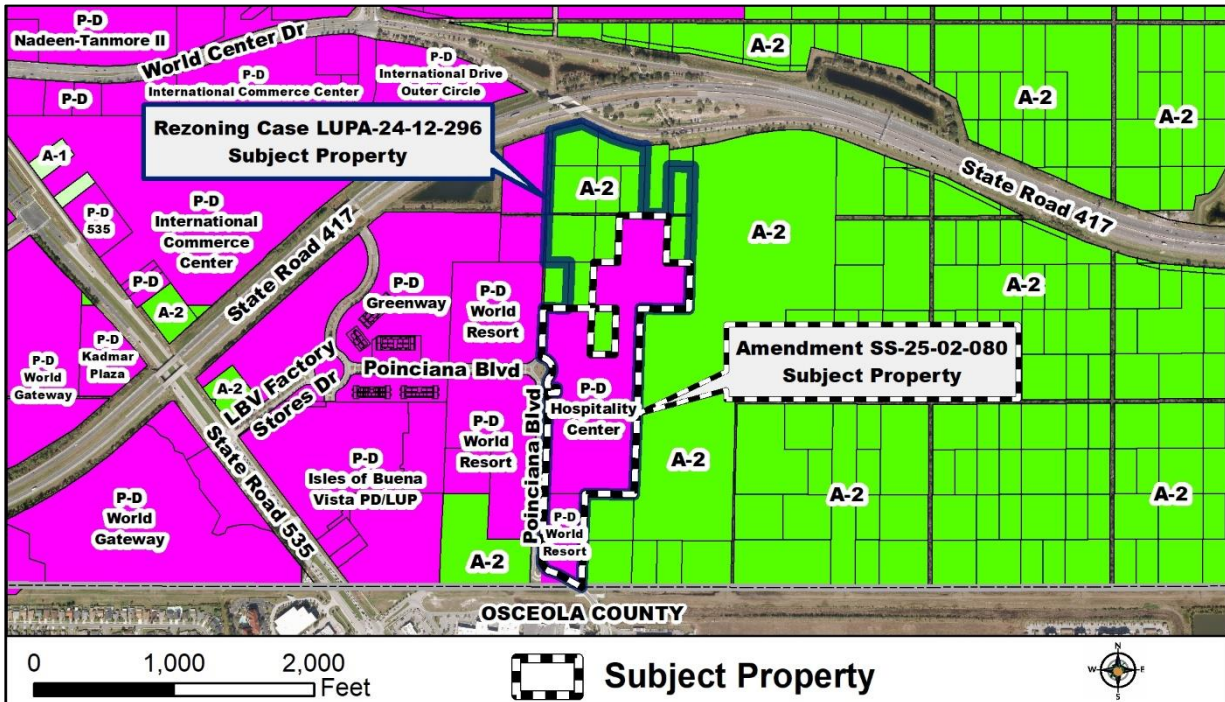 P-D
Nadeen-Tanmore II
World Center Dr
P-D
P-D
International Commerce Center
P-D
International Drive
Outer Circle
A-2
A-2
A-2
A-2
Rezoning Case LUPA-24-12-296
Subject Property
A-1
P-D
535
P-D
International
Commerce
Center
State Road 417
A-2
State Road 417
A-2
A-2
P-D
A-2
P-D
Greenway
P-D
World
Resort
P-D
Kadmar
Plaza
P-D
World
Gateway
A-2
LBV Factory
Stores Dr
Poinciana Blvd
Amendment SS-25-02-080
Subject Property
P-D
Hospitality
Center
Poinciana Blvd
P-D
World
Resort
State Road 535
P-D
Isles of Buena
Vista PD/LUP
A-2
A-2
A-2
A-2
P-D
World
Gateway
P-D
World
Resort
A-2
OSCEOLA COUNTY
0 1,000 2,000
Feet
Subject Property
N
W E
S